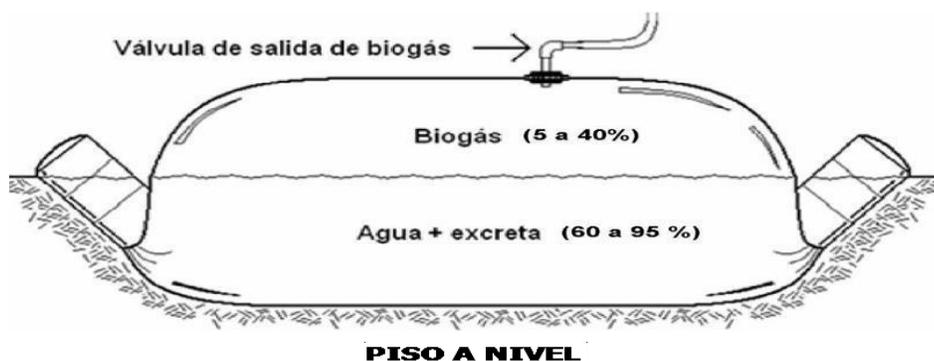 Válvula de salida de biogás
Biogás (5 a 40%)
Agua + excreta (60 a 95 %)
PISO A NIVEL